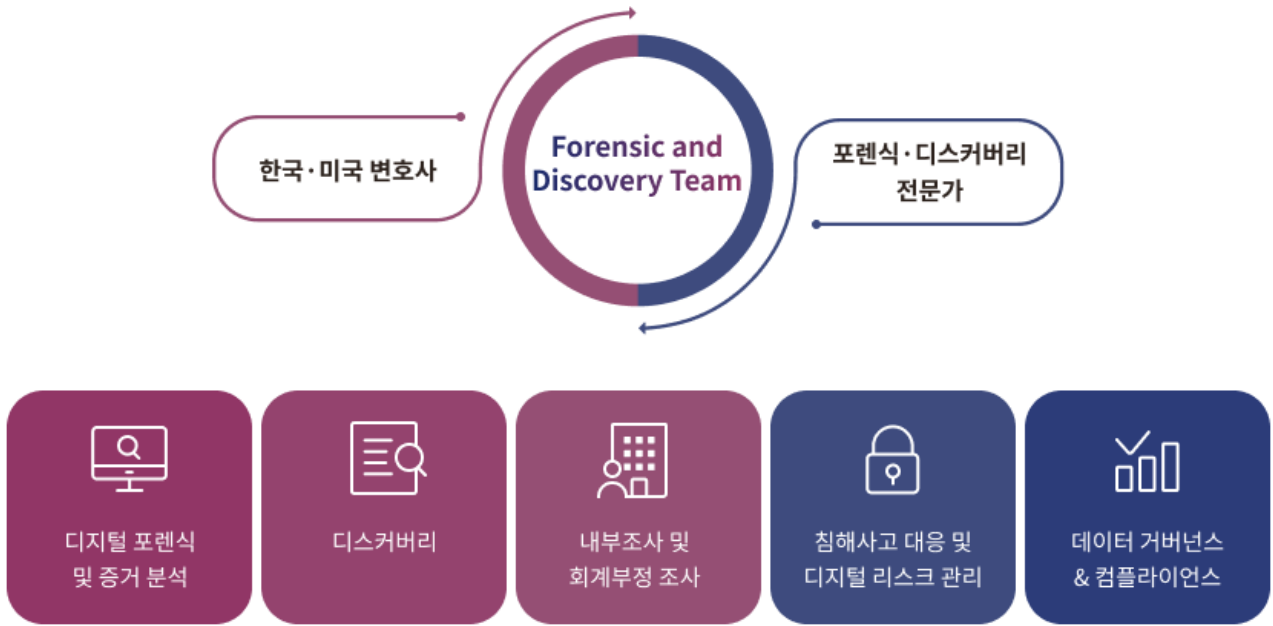 한국·미국 변호사
Forensic and
Discovery Team
포렌식·디스커버리
전문가
디지털 포렌식
및 증거 분석
디스커버리
내부조사 및
회계부정 조사
침해사고 대응 및
디지털 리스크 관리
데이터 거버넌스
& 컴플라이언스